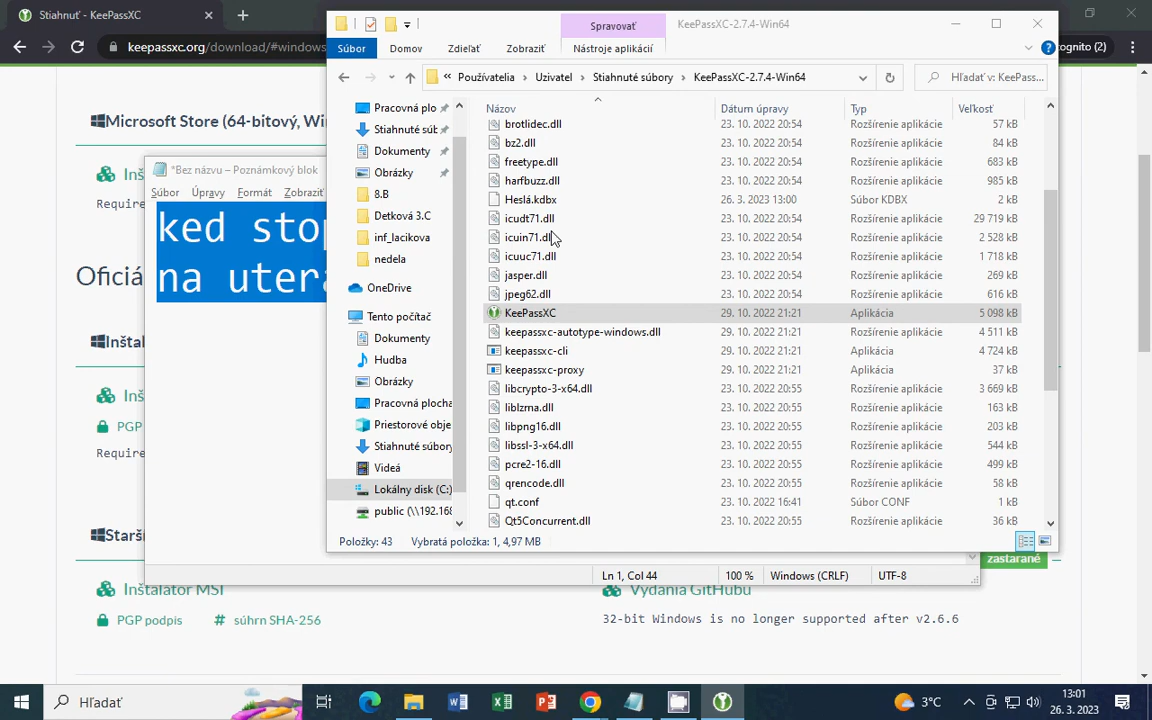 Stiahnuť - KeePassXC
keepassxc.org/download/#windows
Microsoft Store (64-bitový, Wi
Require
Oficiá
PGP
Require
Starš
Inštalátor MSI
PGP podpis
súhrn SHA-256
zastarané
Vydania GitHubu
32-bit Windows is no longer supported after v2.6.6
*Bez názvu – Poznámkový blok
Súbor
Úpravy
Formát
Zobraziť
ked stop
na utera
Ln 1, Col 44
100 %
Windows (CRLF)
UTF-8
Spravovať
KeePassXC-2.7.4-Win64
Súbor
Domov
Zdieľať
Zobraziť
Nástroje aplikácií
ognito (2)
« Používatelia > Uzivatel > Stiahnuté súbory > KeePassXC-2.7.4-Win64
Hľadať v: KeePass...
Pracovná plo
Stiahnuté súb
Dokumenty
Obrázky
8.B
Detková 3.C
inf_lacikova
nedela
OneDrive
Tento počítač
Dokumenty
Hudba
Obrázky
Pracovná plocha
Priestorové obje
Stiahnuté súbory
Videá
Lokálny disk (C:)
public (\\192.168
Názov Dátum úpravy Typ Veľkosť
brotlidec.dll 23. 10. 2022 20:54 Rozšírenie aplikácie 57 kB
bz2.dll 23. 10. 2022 20:54 Rozšírenie aplikácie 84 kB
freetype.dll 23. 10. 2022 20:54 Rozšírenie aplikácie 683 kB
harfbuzz.dll 23. 10. 2022 20:54 Rozšírenie aplikácie 985 kB
Heslá.kdbx 26. 3. 2023 13:00 Súbor KDBX 2 kB
icudt71.dll 23. 10. 2022 20:54 Rozšírenie aplikácie 29 719 kB
icuin71.dll 23. 10. 2022 20:54 Rozšírenie aplikácie 2 528 kB
icuuc71.dll 23. 10. 2022 20:54 Rozšírenie aplikácie 1 718 kB
jasper.dll 23. 10. 2022 20:54 Rozšírenie aplikácie 269 kB
jpeg62.dll 23. 10. 2022 20:54 Rozšírenie aplikácie 616 kB
KeePassXC 29. 10. 2022 21:21 Aplikácia 5 098 kB
keepassxc-autotype-windows.dll 29. 10. 2022 21:21 Rozšírenie aplikácie 4 511 kB
keepassxc-cli 29. 10. 2022 21:21 Aplikácia 4 724 kB
keepassxc-proxy 29. 10. 2022 21:21 Aplikácia 37 kB
libcrypto-3-x64.dll 23. 10. 2022 20:55 Rozšírenie aplikácie 3 669 kB
liblzma.dll 23. 10. 2022 20:55 Rozšírenie aplikácie 163 kB
libpng16.dll 23. 10. 2022 20:55 Rozšírenie aplikácie 203 kB
libssl-3-x64.dll 23. 10. 2022 20:55 Rozšírenie aplikácie 544 kB
pcre2-16.dll 23. 10. 2022 20:55 Rozšírenie aplikácie 499 kB
qrencode.dll 23. 10. 2022 20:55 Rozšírenie aplikácie 58 kB
qt.conf 23. 10. 2022 16:41 Súbor CONF 1 kB
Qt5Concurrent.dll 23. 10. 2022 20:55 Rozšírenie aplikácie 36 kB
Položky: 43
Vybratá položka: 1, 4,97 MB
Hľadať
3°C
13:01
26. 3. 2023